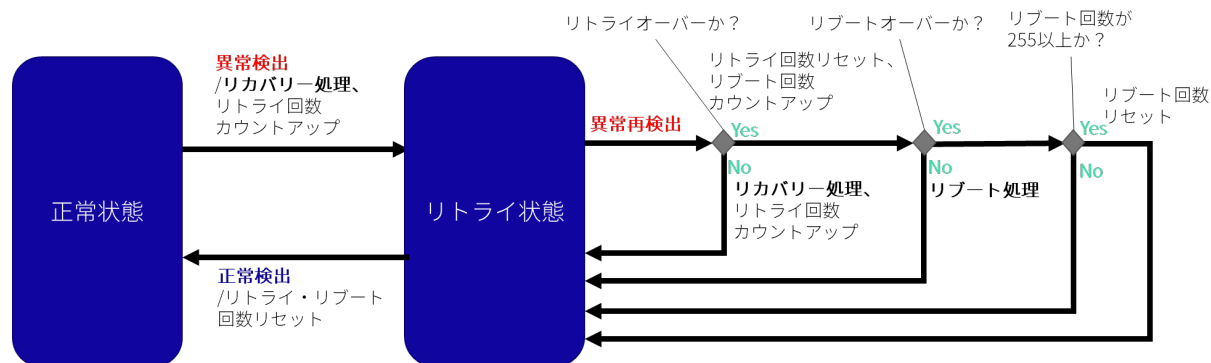 正常状態
異常検出
/リカバリー処理、
リトライ回数
カウントアップ
正常検出
/リトライ・リブート
回数リセット
リトライ状態
異常再検出
リトライオーバーか？
リトライ回数リセット、
リブート回数
カウントアップ
Yes
No
リカバリー処理、
リトライ回数
カウントアップ
リブートオーバーか？
Yes
No
リブート処理
リブート回数が
255以上か？
Yes
No
リブート回数
リセット